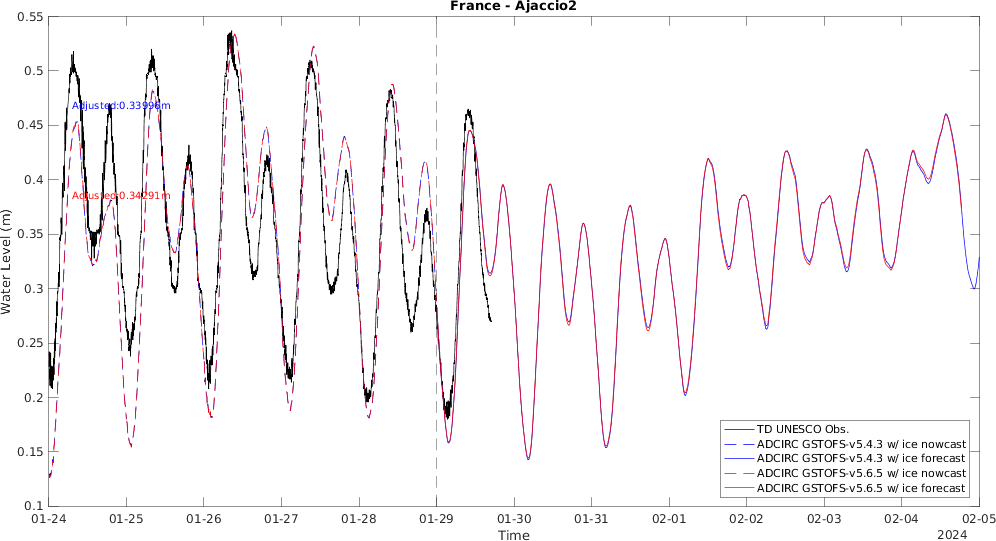 France - Ajaccio2
0.55
0.5
0.45
0.4
0.35
0.3
0.25
0.2
0.15
0.1
Water Level (m)
Adjusted:0.33996m
Adjusted:0.34291m
TD UNESCO Obs.
ADCIRC GSTOFS-v5.4.3 w/ ice nowcast
ADCIRC GSTOFS-v5.4.3 w/ ice forecast
ADCIRC GSTOFS-v5.6.5 w/ ice nowcast
ADCIRC GSTOFS-v5.6.5 w/ ice forecast
01-24 01-25 01-26 01-27 01-28 01-29 01-30 01-31 02-01 02-02 02-03 02-04 02-05
Time
2024